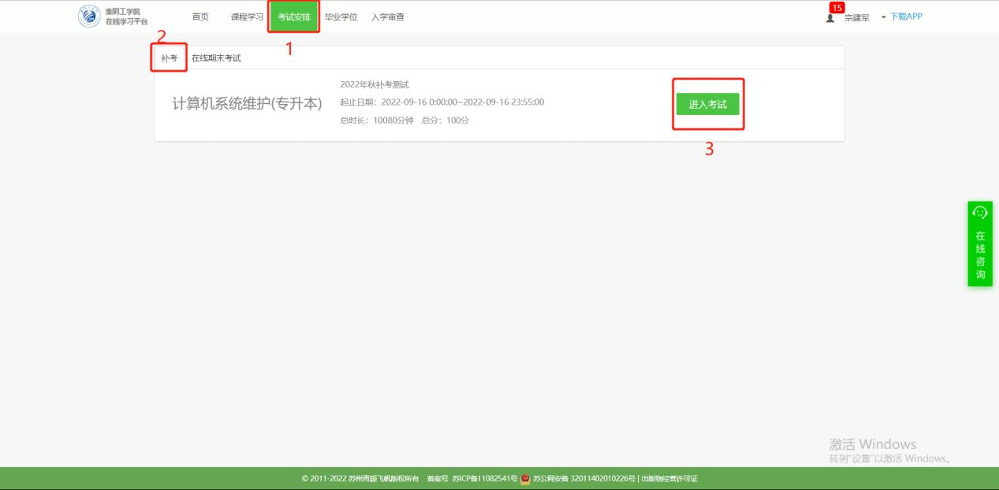 淮阴工学院
在线学习平台
首页 课程学习 考试安排 毕业学位 入学审查
15
宗建军 下载APP
1
2
补考 在线期末考试
计算机系统维护(专升本)
2022年秋补考测试
起止日期：2022-09-16 0:00:00~2022-09-16 23:55:00
总时长：10080分钟 总分：100分
进入考试
3
在线咨询
激活 Windows
转到"设置"以激活 Windows。
© 2011-2022 苏州青颖飞帆版权所有 备案号 苏ICP备11082541号 苏公网安备 32011402010226号 | 出版物经营许可证